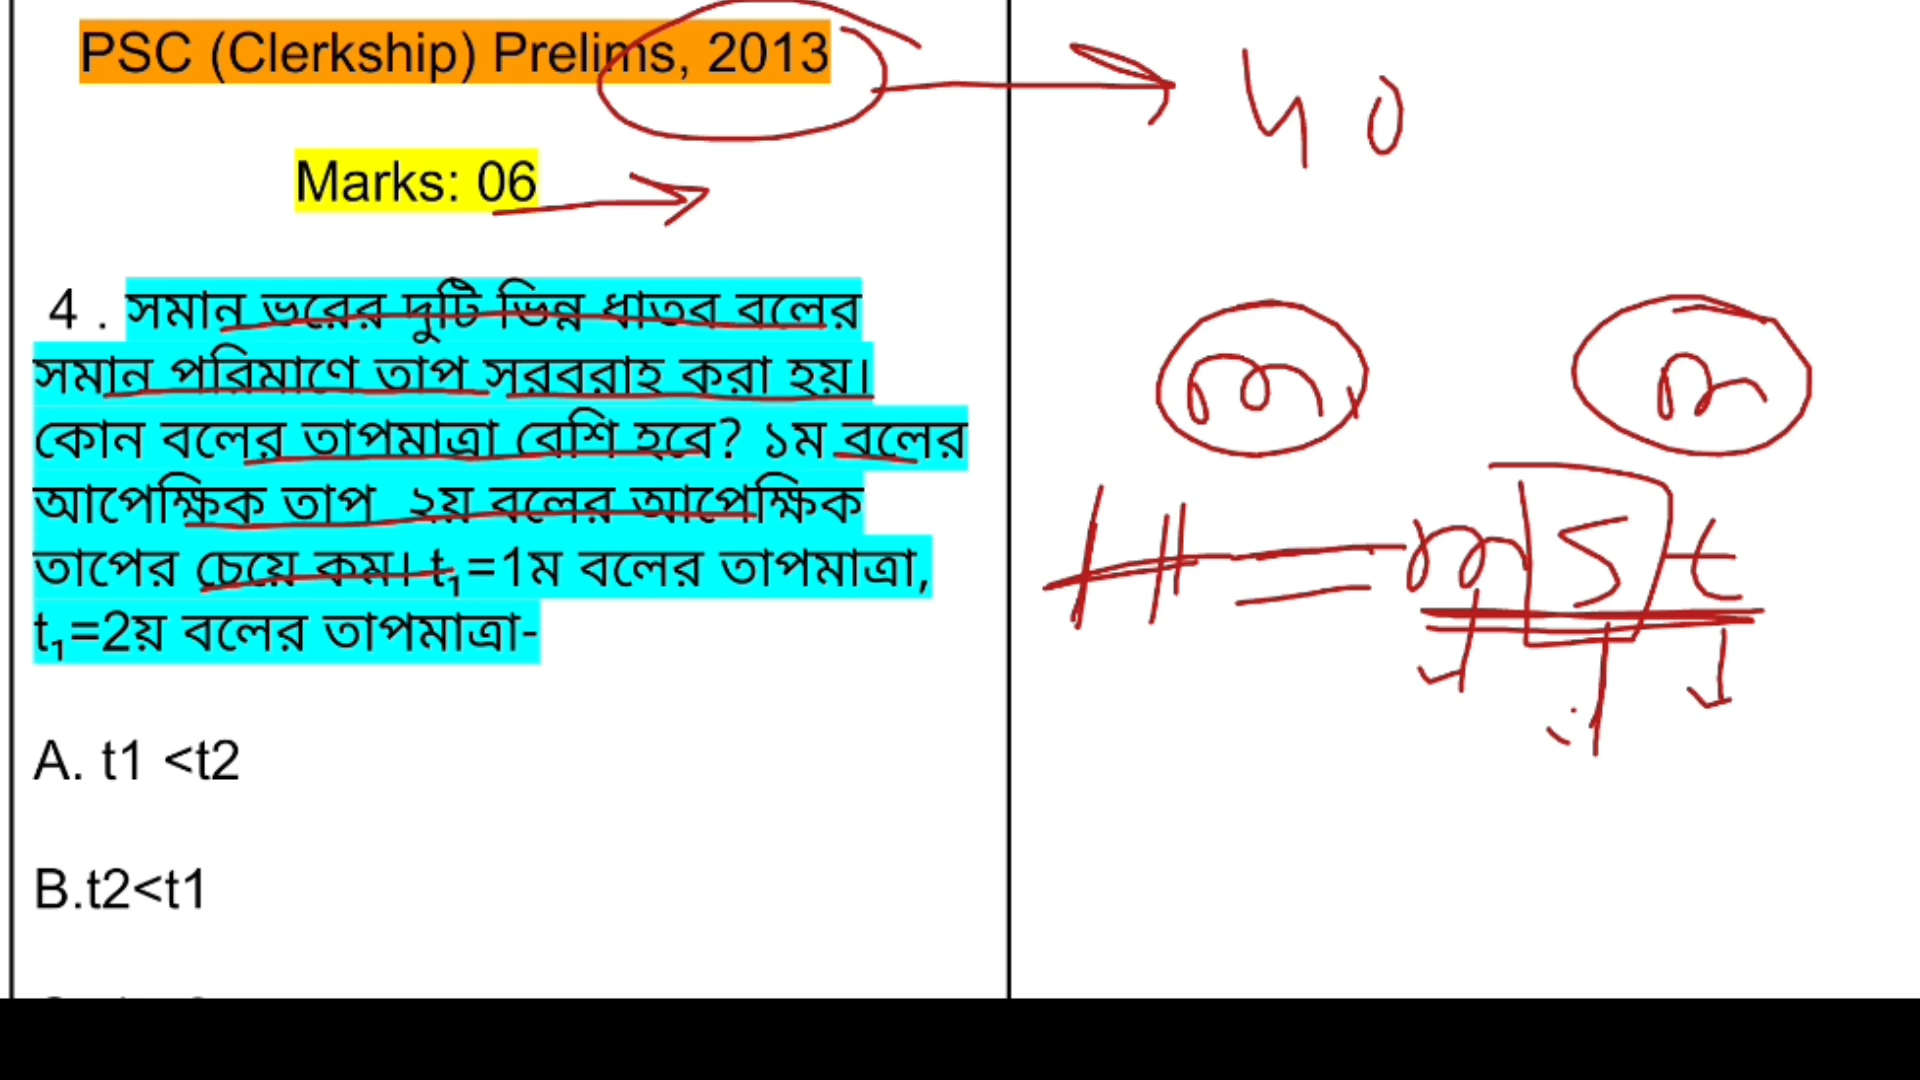 PSC (Clerkship) Prelims, 2013
40
Marks: 06
4 . সমান ভরের দুটি ভিন্ন ধাতব বলের
সমান পরিমাণে তাপ সরবরাহ করা হয়।
কোন বলের তাপমাত্রা বেশি হবে? ১ম বলের
আপেক্ষিক তাপ ২য় বলের আপেক্ষিক
তাপের চেয়ে কম। t₁=1ম বলের তাপমাত্রা,
t₁=2য় বলের তাপমাত্রা-
A. t1 <t2
B.t2<t1
m
m
H = mst